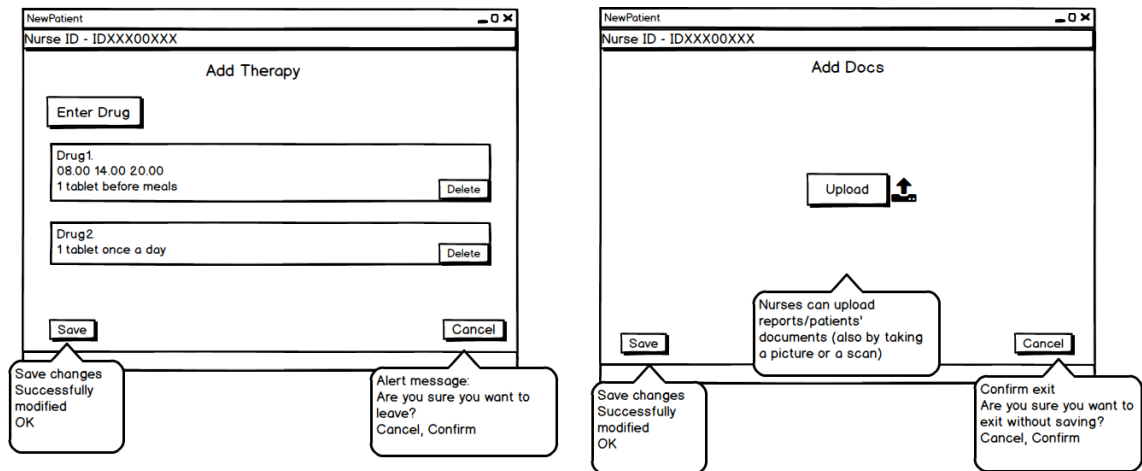 NewPatient
Nurse ID - IDXXX00XXX
Add Therapy
Enter Drug
Drug1.
08.00 14.00 20.00
1 tablet before meals
Delete
Drug2
1 tablet once a day
Delete
Save
Cancel
Save changes
Successfully
modified
OK
Alert message:
Are you sure you want to
leave?
Cancel, Confirm
NewPatient
Nurse ID - IDXXX00XXX
Add Docs
Upload
Nurses can upload
reports/patients'
documents (also by taking
a picture or a scan)
Save
Cancel
Save changes
Successfully
modified
OK
Confirm exit
Are you sure you want to
exit without saving?
Cancel, Confirm